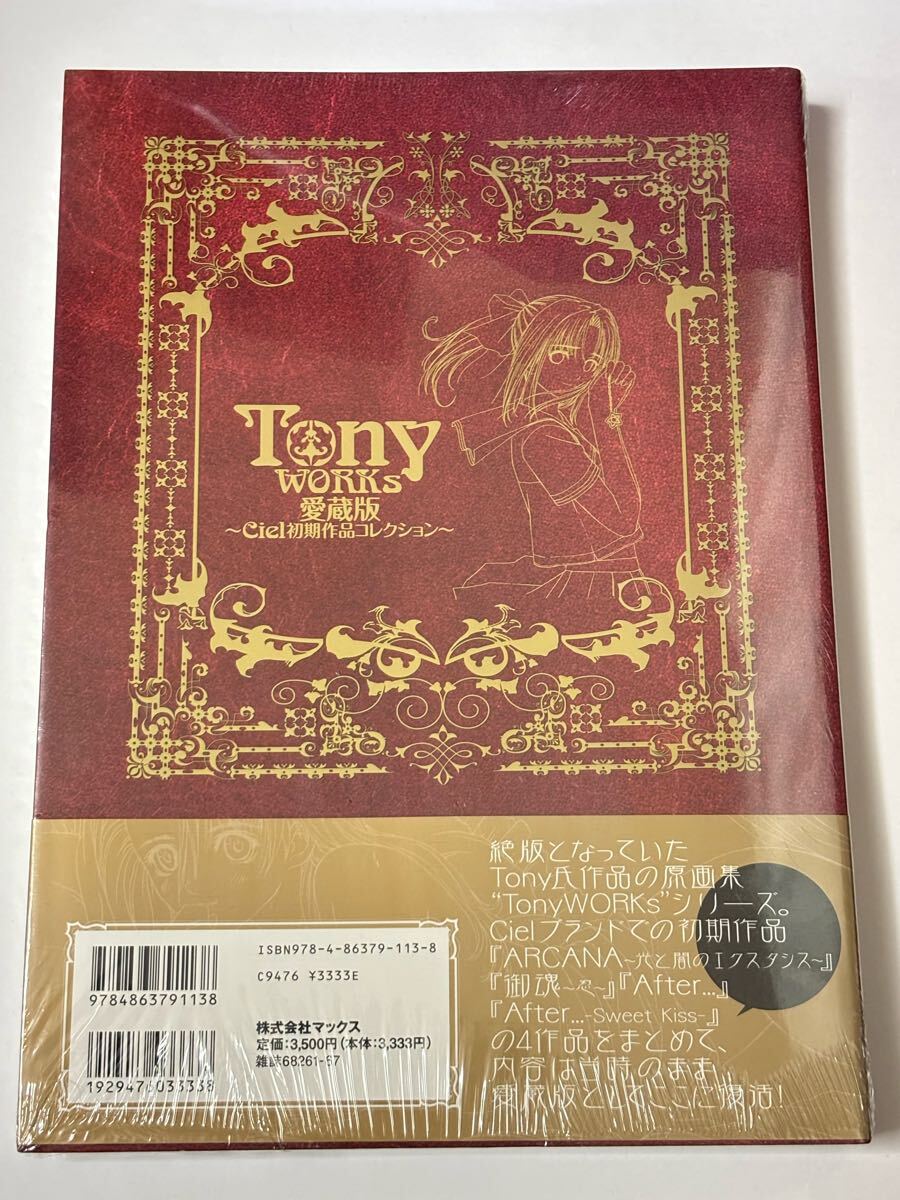 Tony
WORKs
愛蔵版
～Ciel初期作品コレクション～
絶版となっていた
Tony氏作品の原画集
“TonyWORKs”シリーズ。
Cielブランドでの初期作品
『ARCANA～光と闇のエクスタシス～』
『御魂～忍～』『After…』
『After…-Sweet Kiss-』
の4作品をまとめて、
内容は当時のまま、
愛蔵版としてここに復活!
ISBN978-4-86379-113-8
C9476 ¥3333E
9784863791138
株式会社マックス
定価:3,500円(本体:3,333円)
雑誌68261-67
1929476033338